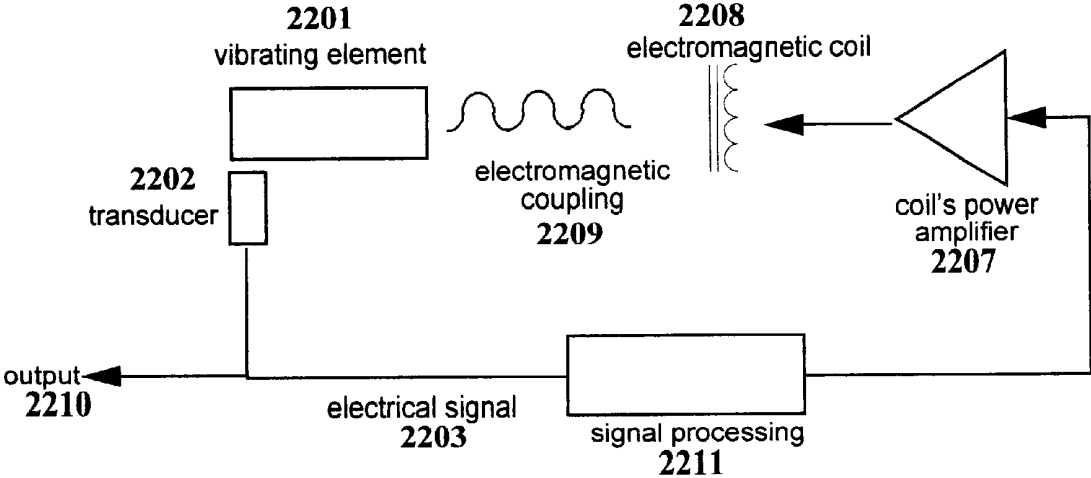 2201
vibrating element
2208
electromagnetic coil
2202
transducer
electromagnetic
coupling
2209
coil's power
amplifier
2207
output
2210
electrical signal
2203
signal processing
2211